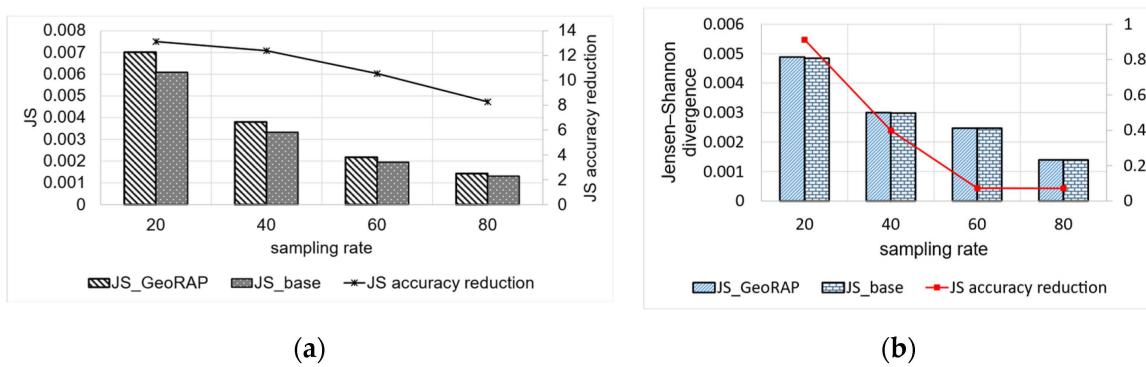 0.008
0.007
0.006
0.005
0.004
0.003
0.002
0.001
0
JS
14
12
10
8
6
4
2
0
JS accuracy reduction
20 40 60 80
sampling rate
JS_GeoRAP JS_base JS accuracy reduction
(a)
0.006
0.005
0.004
0.003
0.002
0.001
0
Jensen–Shannon
divergence
1
0.8
0.6
0.4
0.2
0
20 40 60 80
sampling rate
JS_GeoRAP JS_base JS accuracy reduction
(b)